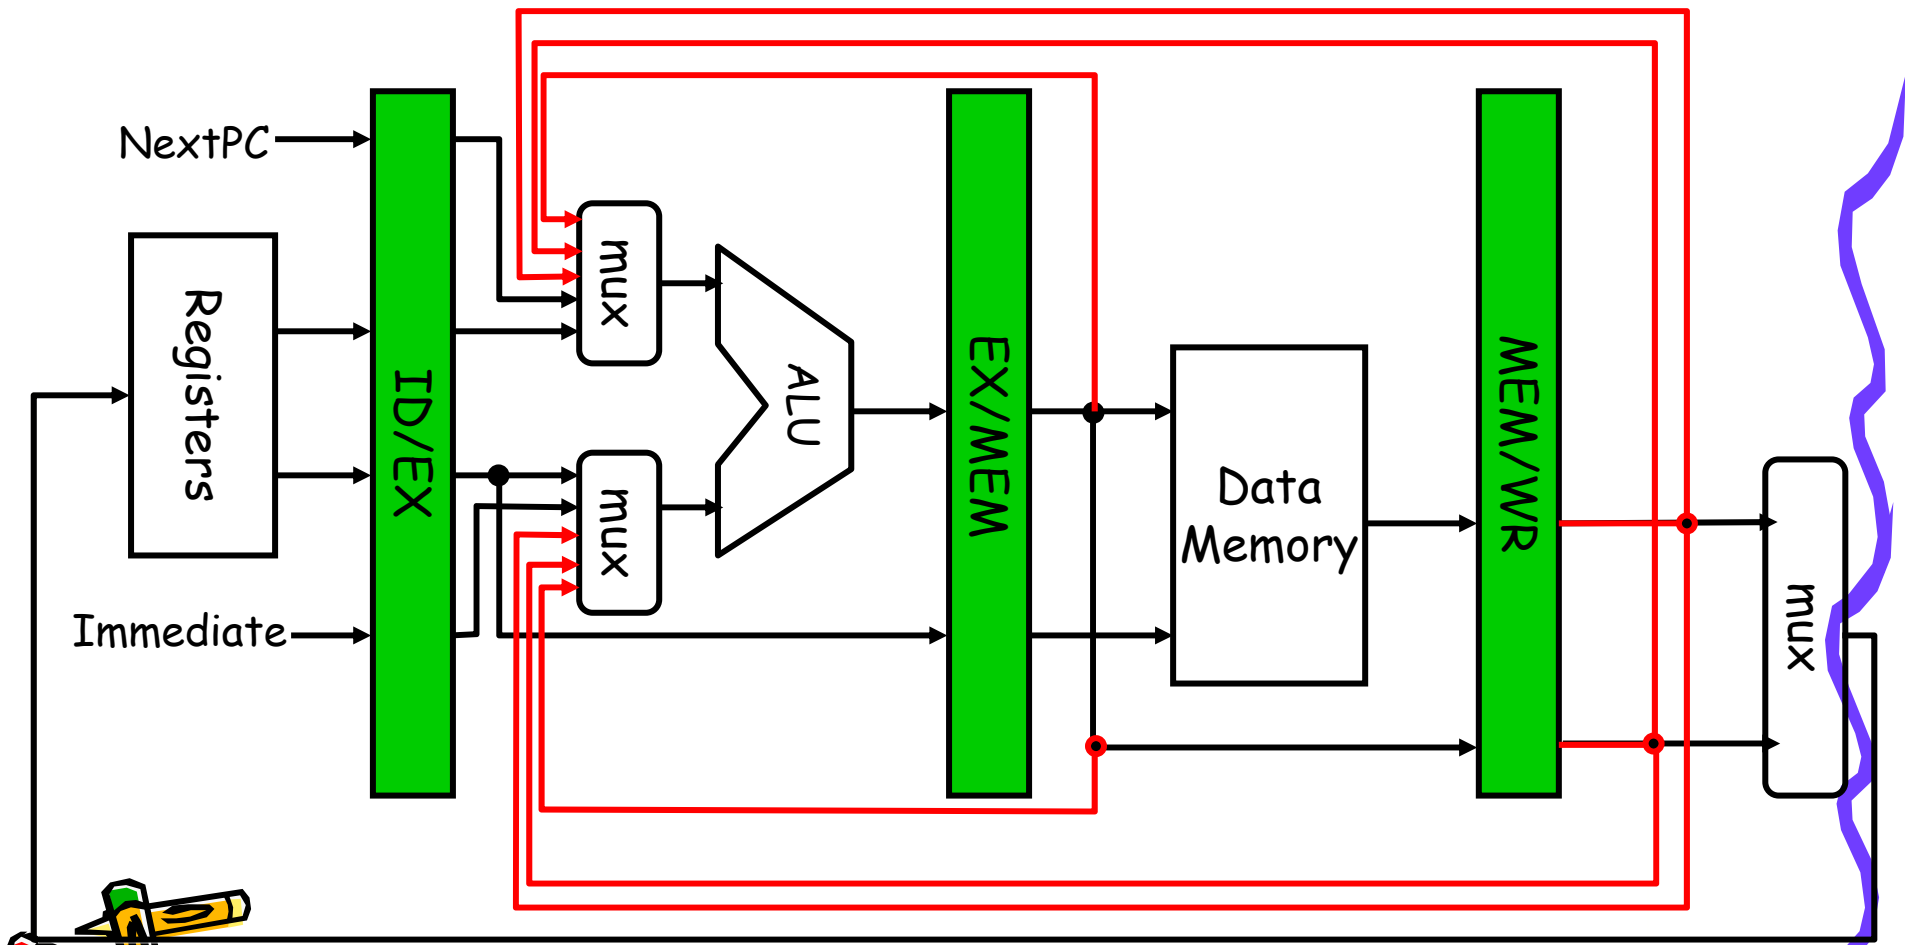 NextPC
Registers
Immediate
ID/EX
mux
mux
ALU
EX/MEM
Data
Memory
MEM/WR
mux